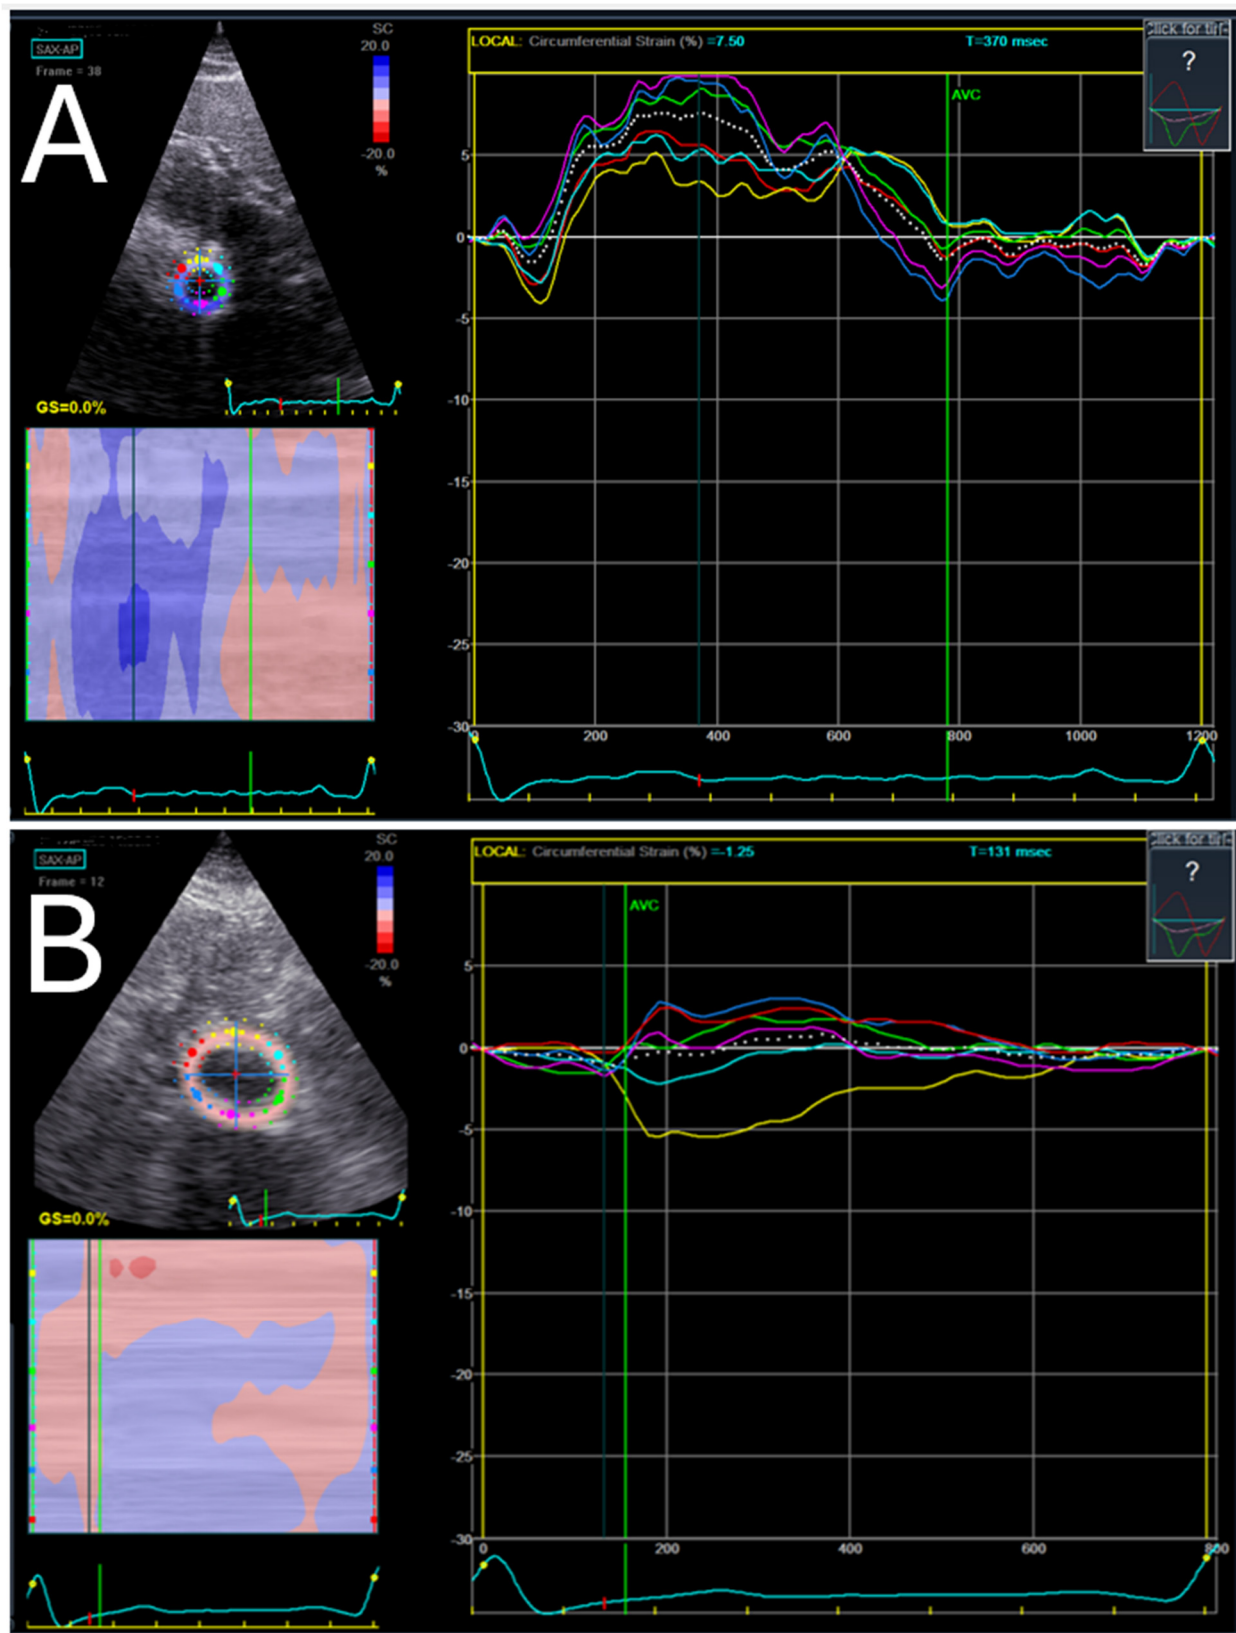 A
SAX-AP
Frame = 38
SC
20.0
-20.0
%
GS=0.0%
LOCAL: Circumferential Strain (%) =7.50 T=370 msec
?
AVC
5
0
-5
-10
-15
-20
-25
-30
0 200 400 600 800 1000 1200
B
SAX-AP
Frame = 12
SC
20.0
-20.0
%
GS=0.0%
LOCAL: Circumferential Strain (%) =-1.25 T=131 msec
?
AVC
5
0
-5
-10
-15
-20
-25
-30
0 200 400 600 800